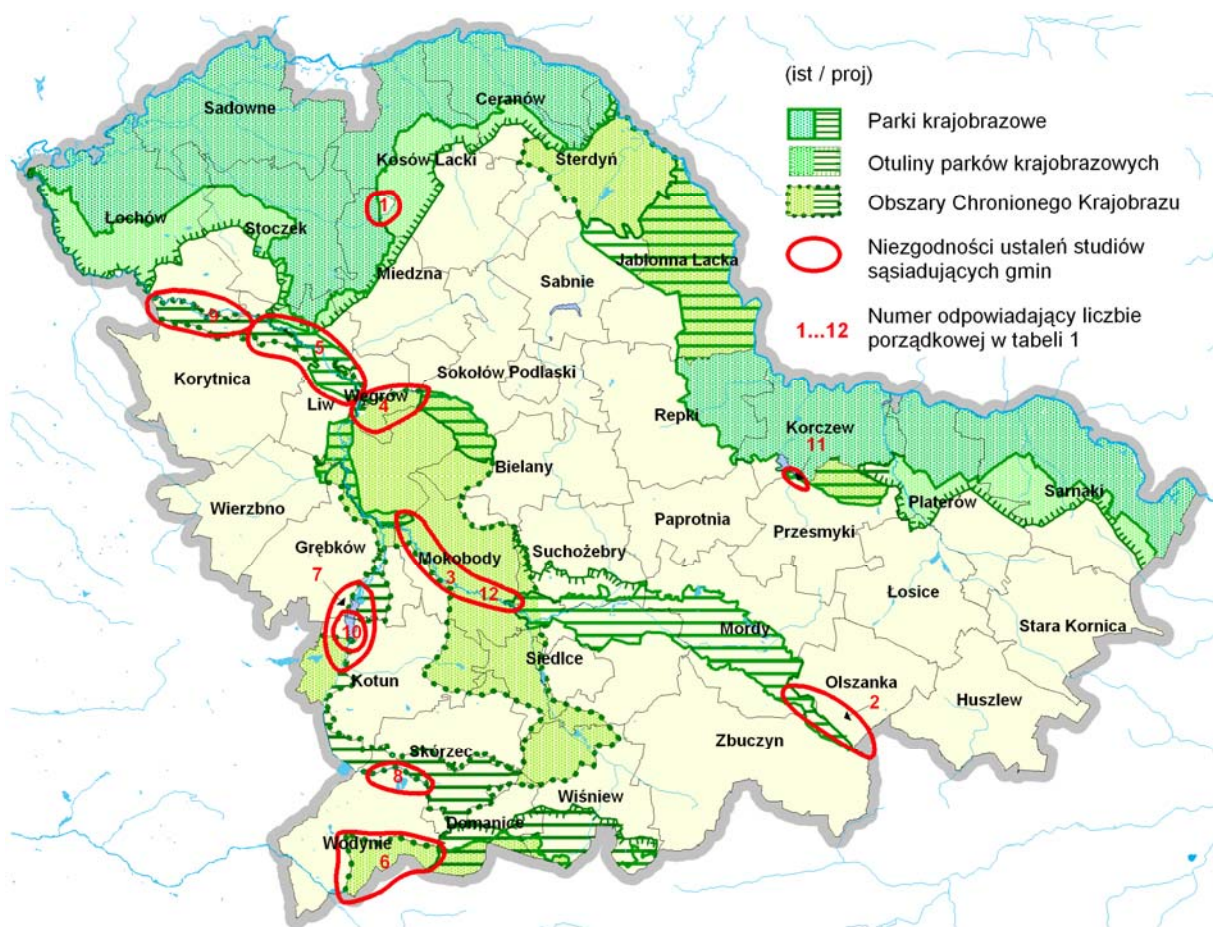 (ist / proj)
Parki krajobrazowe
Otuliny parków krajobrazowych
Obszary Chronionego Krajobrazu
Niezgodności ustaleń studiów
sąsiadujących gmin
1...12
Numer odpowiadający liczbie
porządkowej w tabeli 1
Sadowne
Ceranów
Kosów Lacki
Sterdyń
1
Łochów
Stoczek
Miedzna
Jabłonna Lacka
Sabnie
9
5
Korytnica
Sokołów Podlaski
Liw
Węgrów
4
Repki
Korczew
11
Bielany
Platerów
Sarnaki
Wierzbno
Paprotnia
Przesmyki
Grębków
Mokobody
Suchożebry
7
3
12
Łosice
Stara Kornica
10
Mordy
Siedlce
Kotuń
Olszanka
2
Huszlew
Zbuczyn
Skórzec
8
Wiśniew
Domanice
Wodynie
6